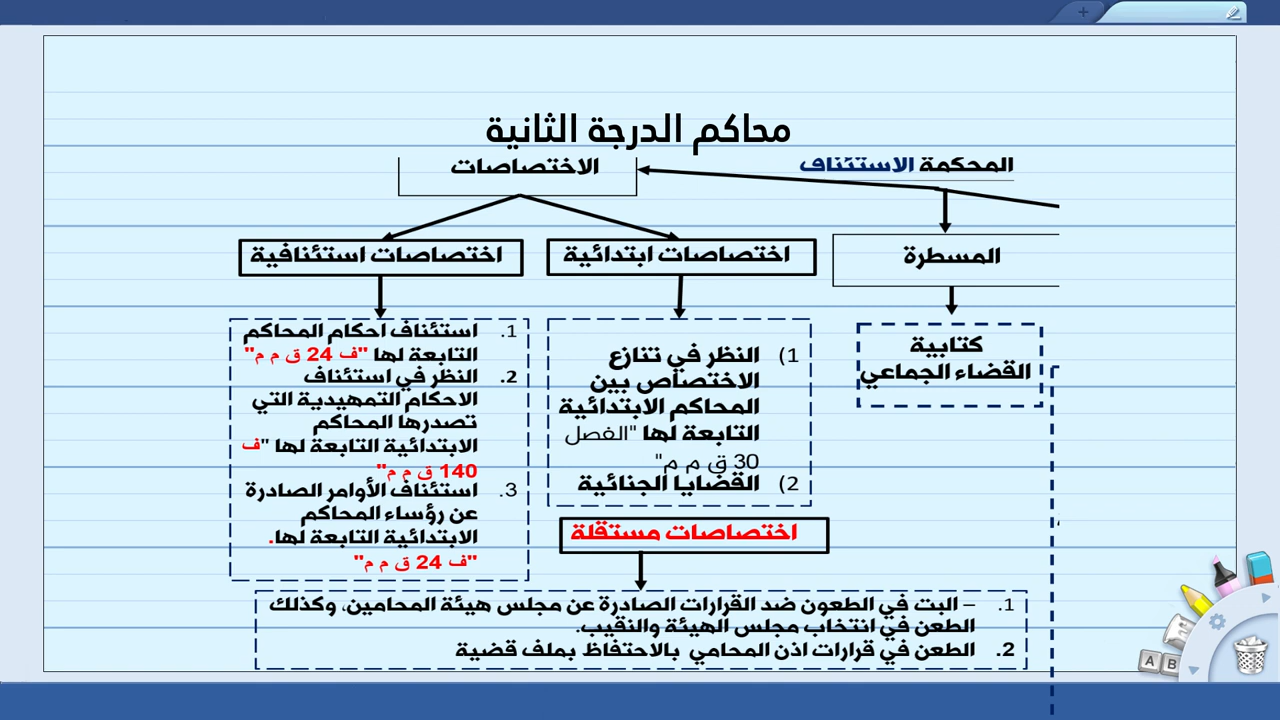 محاكم الدرجة الثانية
المحكمة الاستئناف
الاختصاصات
المسطرة
كتابية
القضاء الجماعي
اختصاصات ابتدائية
1) النظر في تنازع
الاختصاص بين
المحاكم الابتدائية
التابعة لها "الفصل
30 ق م م"
2) القضايا الجنائية
اختصاصات استئنافية
1. استئناف احكام المحاكم
التابعة لها "ف 24 ق م م"
2. النظر في استئناف
الاحكام التمهيدية التي
تصدرها المحاكم
الابتدائية التابعة لها "ف
140 ق م م"
3. استئناف الأوامر الصادرة
عن رؤساء المحاكم
الابتدائية التابعة لها.
"ف 24 ق م م"
اختصاصات مستقلة
1. – البت في الطعون ضد القرارات الصادرة عن مجلس هيئة المحامين، وكذلك
الطعن في انتخاب مجلس الهيئة والنقيب.
2. الطعن في قرارات اذن المحامي بالاحتفاظ بملف قضية
A B